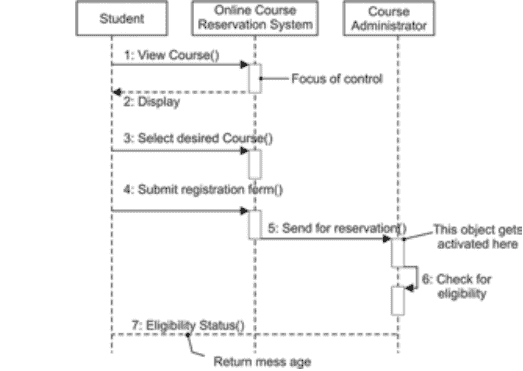 Student
Online Course
Reservation System
Course
Administrator
1: View Course()
Focus of control
2: Display
3: Select desired Course()
4: Submit registration form()
5: Send for reservation()
This object gets
activated here
6: Check for
eligibility
7: Eligibility Status()
Return mess age